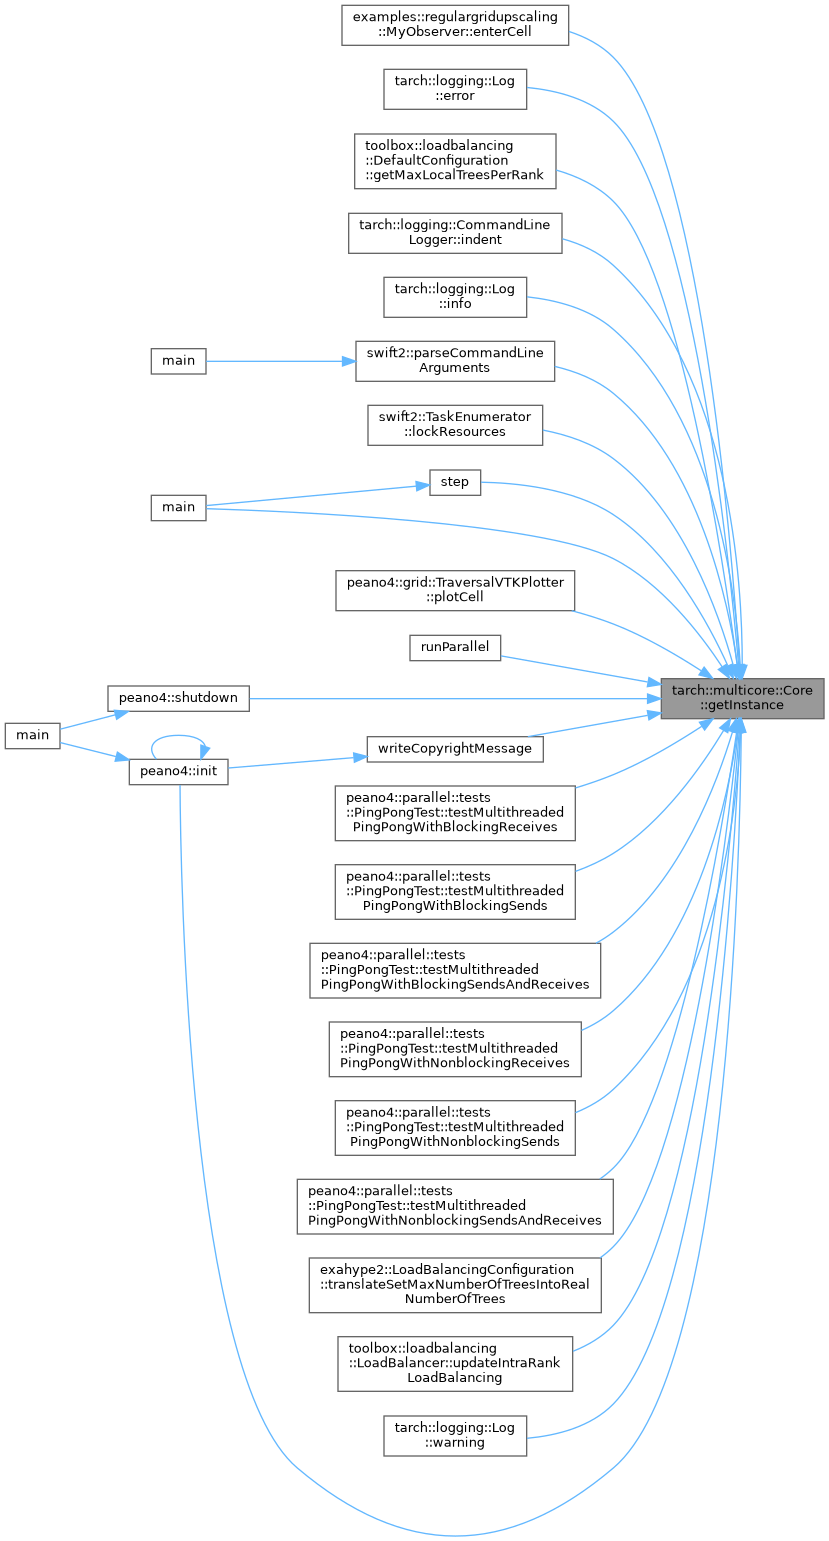 examples::regulargridupscaling
::MyObserver::enterCell
tarch::logging::Log
::error
toolbox::loadbalancing
::DefaultConfiguration
::getMaxLocalTreesPerRank
tarch::logging::CommandLine
Logger::indent
tarch::logging::Log
::info
main
swift2::parseCommandLine
Arguments
swift2::TaskEnumerator
::lockResources
step
main
peano4::grid::TraversalVTKPlotter
::plotCell
runParallel
tarch::multicore::Core
::getInstance
peano4::shutdown
main
writeCopyrightMessage
peano4::init
peano4::parallel::tests
::PingPongTest::testMultithreaded
PingPongWithBlockingReceives
peano4::parallel::tests
::PingPongTest::testMultithreaded
PingPongWithBlockingSends
peano4::parallel::tests
::PingPongTest::testMultithreaded
PingPongWithBlockingSendsAndReceives
peano4::parallel::tests
::PingPongTest::testMultithreaded
PingPongWithNonblockingReceives
peano4::parallel::tests
::PingPongTest::testMultithreaded
PingPongWithNonblockingSends
peano4::parallel::tests
::PingPongTest::testMultithreaded
PingPongWithNonblockingSendsAndReceives
exahype2::LoadBalancingConfiguration
::translateSetMaxNumberOfTreesIntoReal
NumberOfTrees
toolbox::loadbalancing
::LoadBalancer::updateIntraRank
LoadBalancing
tarch::logging::Log
::warning